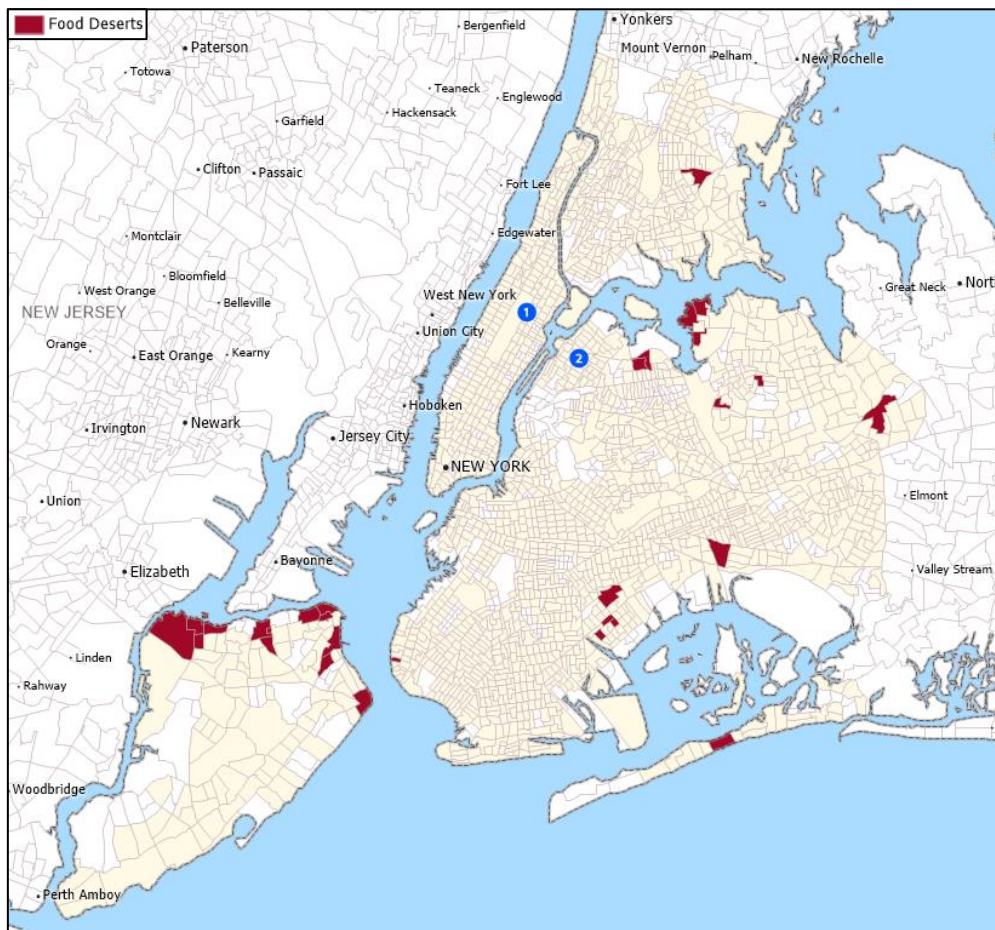 Food Deserts
Bergenfield
Yonkers
Paterson
Mount Vernon
Pelham
New Rochelle
Totowa
Teaneck
Englewood
Hackensack
Garfield
Clifton
Passaic
Fort Lee
Montclair
Edgewater
Bloomfield
Great Neck
North
West Orange
Belleville
West New York
NEW JERSEY
1
Union City
Orange
East Orange
Kearny
2
Hoboken
Newark
Irvington
Jersey City
NEW YORK
Union
Elmont
Bayonne
Elizabeth
Valley Stream
Linden
Rahway
Woodbridge
Perth Amboy